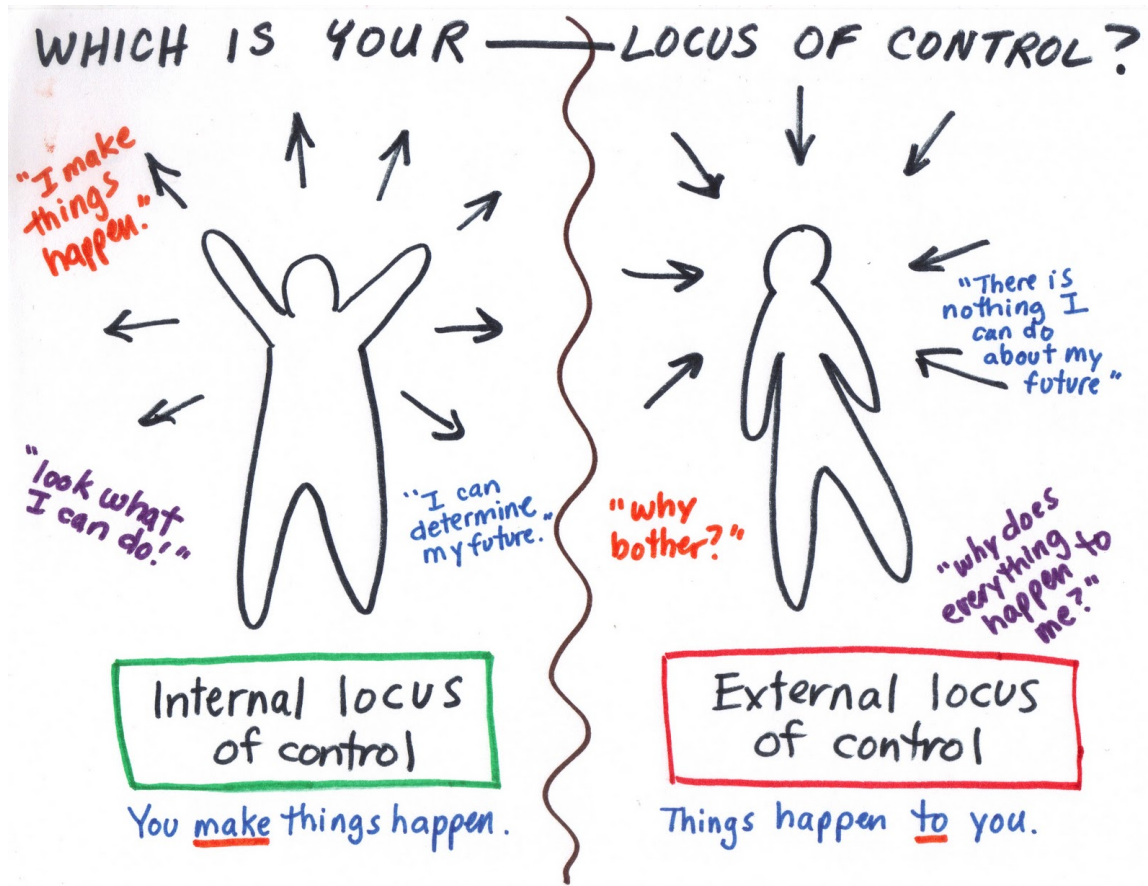 WHICH IS YOUR — LOCUS OF CONTROL?
"I make
things
happen."
"look what
I can do!"
"I can
determine
my future."
Internal locus
of control
You make things happen.
"There is
nothing I
can do
about my
future"
"why
bother?"
"why does
everything
happen to
me?"
External locus
of control
Things happen to you.